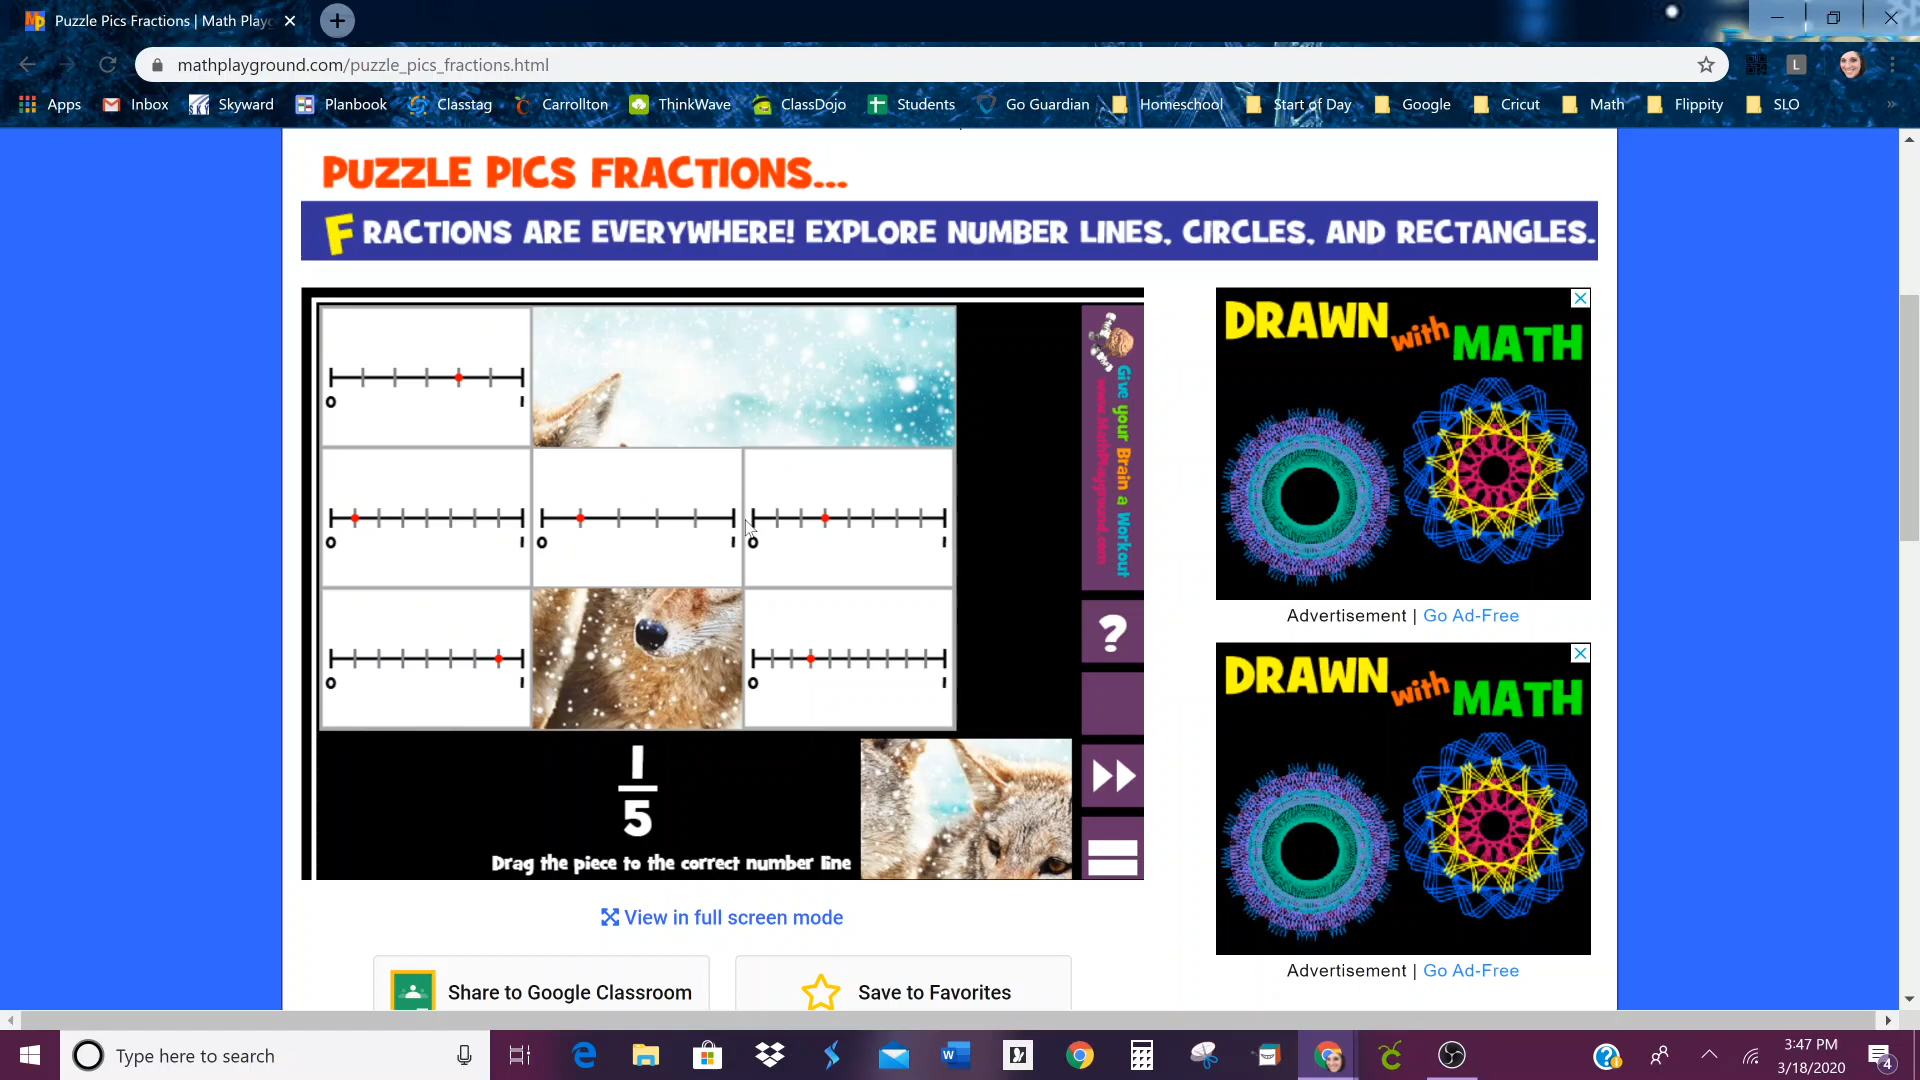 Puzzle Pics Fractions | Math Playg
mathplayground.com/puzzle_pics_fractions.html
L
Apps Inbox Skyward Planbook Classtag Carrollton ThinkWave ClassDojo Students Go Guardian Homeschool Start of Day Google Cricut Math Flippity SLO »
PUZZLE PICS FRACTIONS...
FRACTIONS ARE EVERYWHERE! EXPLORE NUMBER LINES, CIRCLES, AND RECTANGLES.
0 1
0 1
0 1
0 1
0 1
0 1
1
5
Drag the piece to the correct number line
Give your Brain a Workout
www.MathPlayground.com
?
DRAWN with MATH
Advertisement | Go Ad-Free
DRAWN with MATH
Advertisement | Go Ad-Free
View in full screen mode
Share to Google Classroom
Save to Favorites
Type here to search
3:47 PM
3/18/2020
4